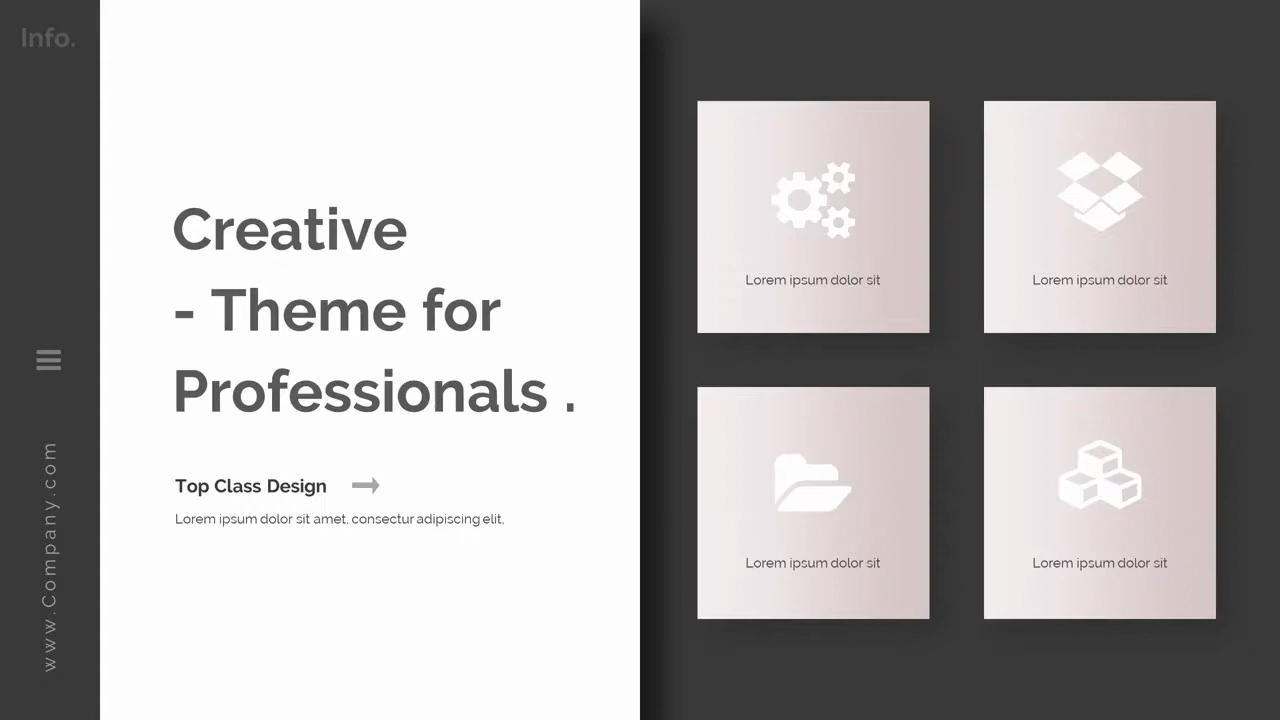 Info.
www.Company.com
Creative
- Theme for
Professionals .
Top Class Design
Lorem ipsum dolor sit amet, consectur adipiscing elit,
Lorem ipsum dolor sit
Lorem ipsum dolor sit
Lorem ipsum dolor sit
Lorem ipsum dolor sit